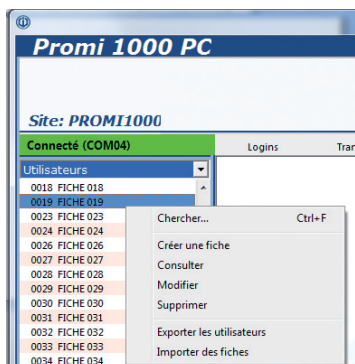 Promi 1000 PC
Site: PROMI1000
Connecté (COM04)
Logins
Utilisateurs
0018 FICHE 018
0019 FICHE 019
0023 FICHE 023
0024 FICHE 024
0026 FICHE 026
0027 FICHE 027
0028 FICHE 028
0029 FICHE 029
0030 FICHE 030
0031 FICHE 031
0032 FICHE 032
0033 FICHE 033
0034 FICHE 034
Chercher... Ctrl+F
Créer une fiche
Consulter
Modifier
Supprimer
Exporter les utilisateurs
Importer des fiches